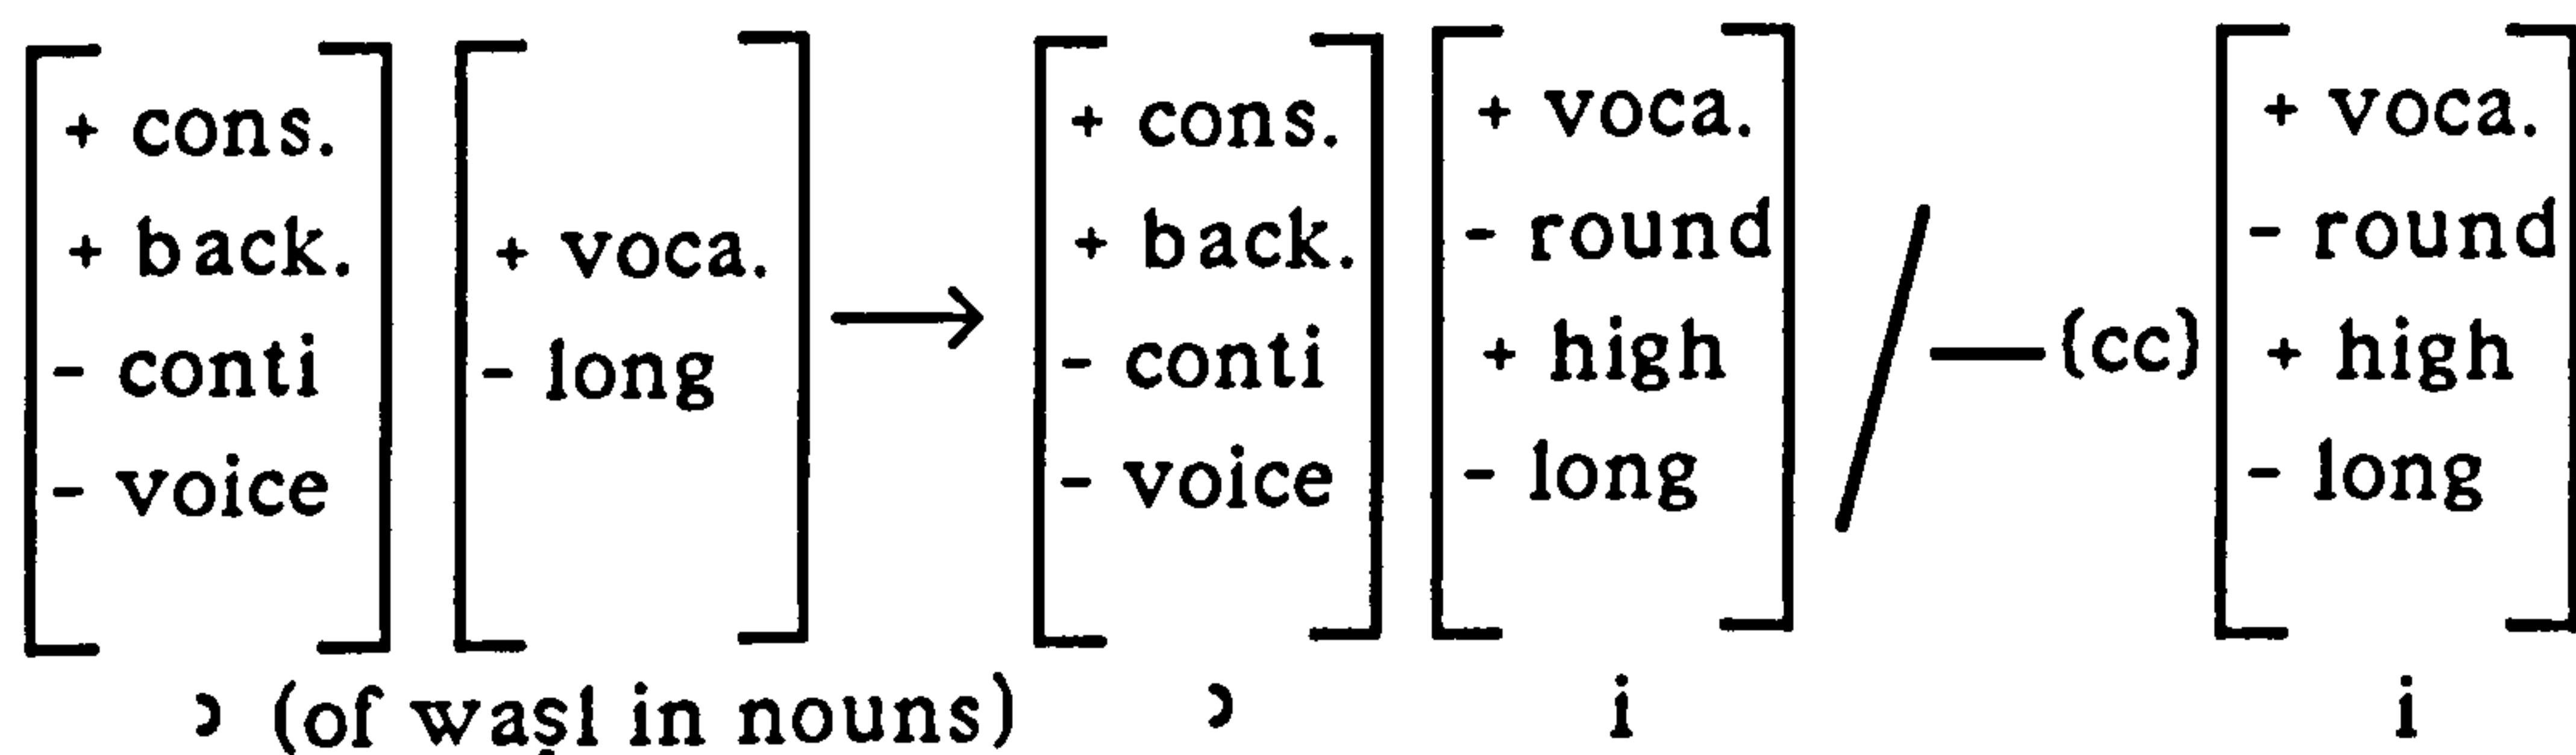 + cons. + cons. + voca. + voca.
+ back. + voca. + back. - round - round
- conti - long → - conti + high / — {cc} + high
- voice - voice - long - long
ɔ (of waṣl in nouns) ɔ i i